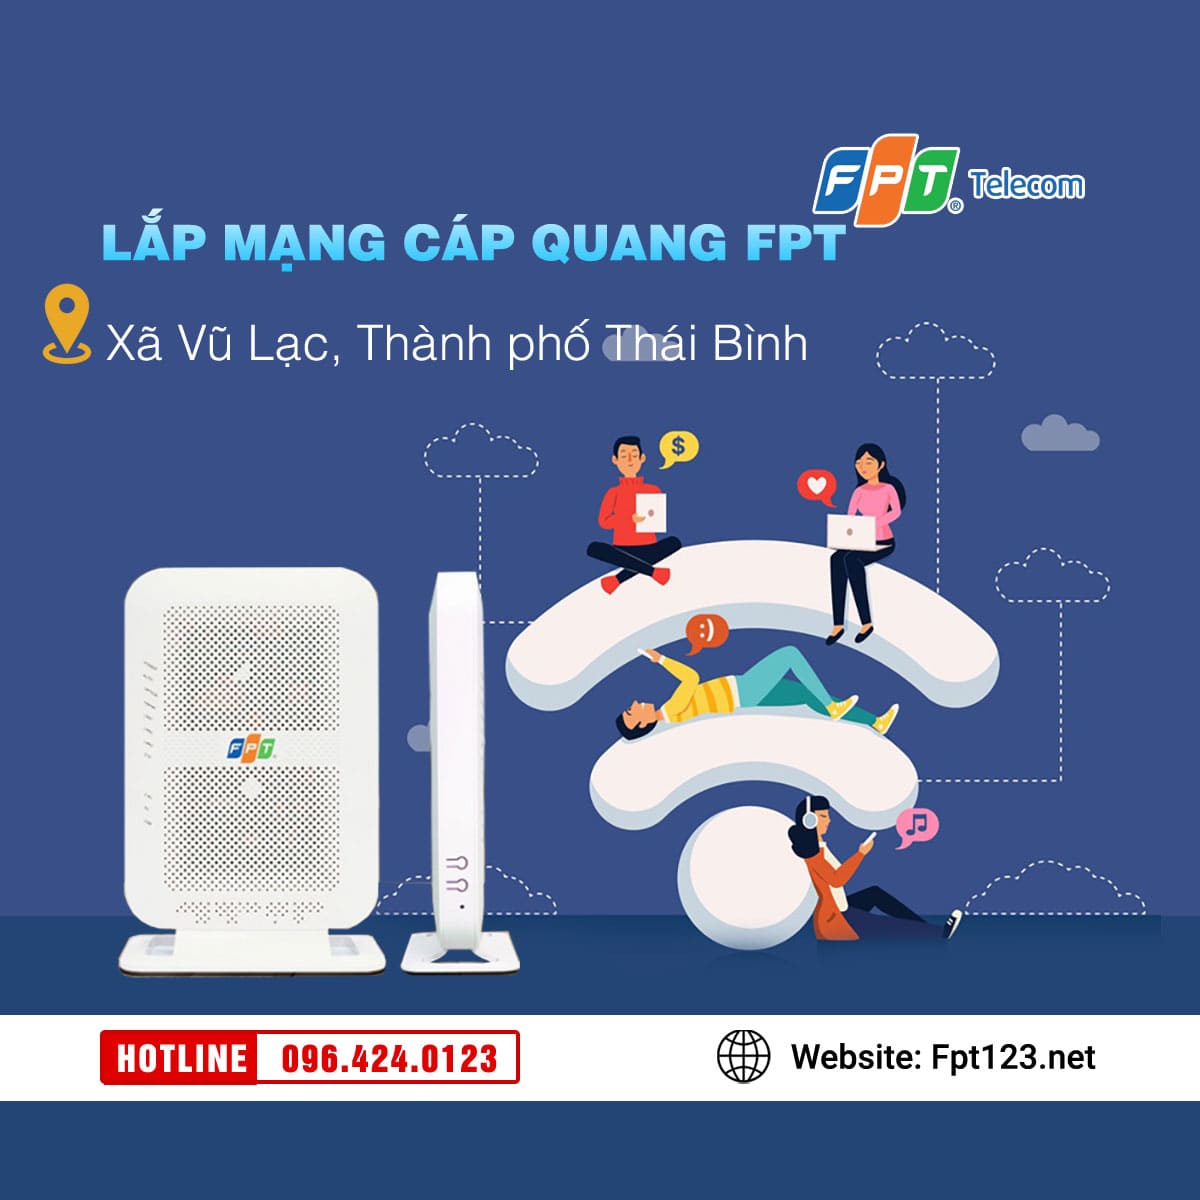 FPT® Telecom
LẮP MẠNG CÁP QUANG FPT
Xã Vũ Lạc, Thành phố Thái Bình
$
FPT
HOTLINE 096.424.0123
Website: Fpt123.net